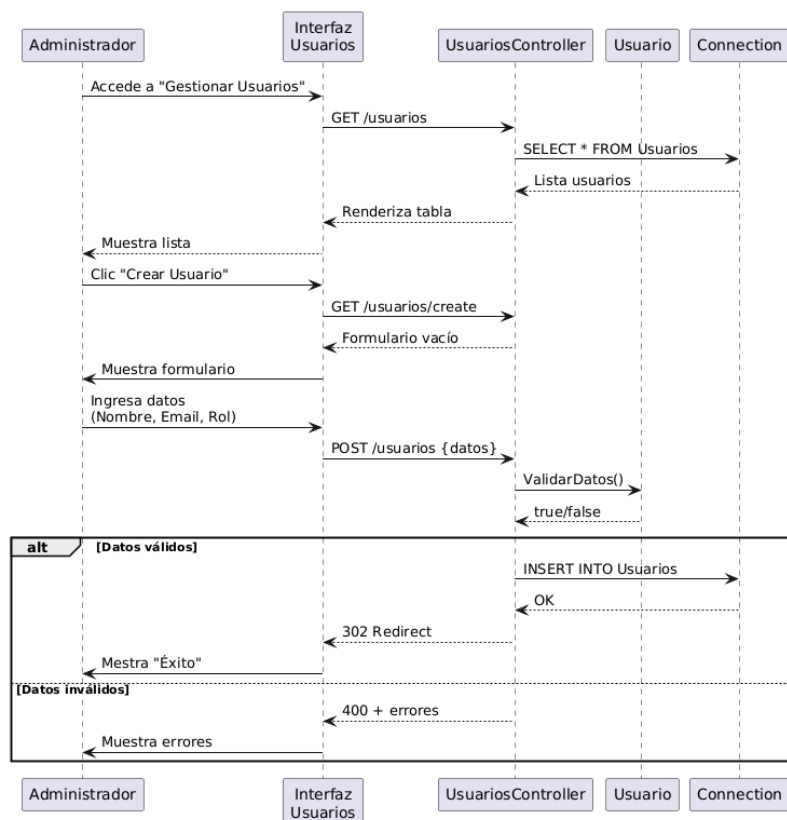 Administrador
Interfaz
Usuarios
UsuariosController
Usuario
Connection
Accede a "Gestionar Usuarios"
GET /usuarios
SELECT * FROM Usuarios
Lista usuarios
Renderiza tabla
Muestra lista
Clic "Crear Usuario"
GET /usuarios/create
Formulario vacío
Muestra formulario
Ingresa datos
(Nombre, Email, Rol)
POST /usuarios {datos}
ValidarDatos()
true/false
alt
[Datos válidos]
INSERT INTO Usuarios
OK
302 Redirect
Mestra "Éxito"
[Datos inválidos]
400 + errores
Muestra errores
Administrador
Interfaz
Usuarios
UsuariosController
Usuario
Connection